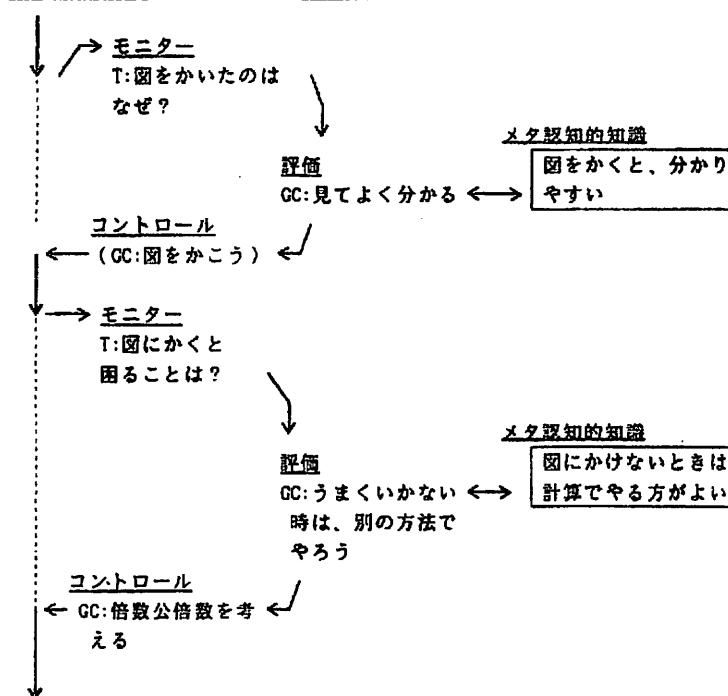 モニター
T:図をかいたのは
なぜ？
メタ認知的知識
図をかくと、分かり
やすい
評価
GC:見てよく分かる
コントロール
(GC:図をかこう)
モニター
T:図にかくと
困ることは？
メタ認知的知識
図にかけないときは
計算でやる方がよい
評価
GC:うまくいかない
時は、別の方法で
やろう
コントロール
GC:倍数公倍数を考
える